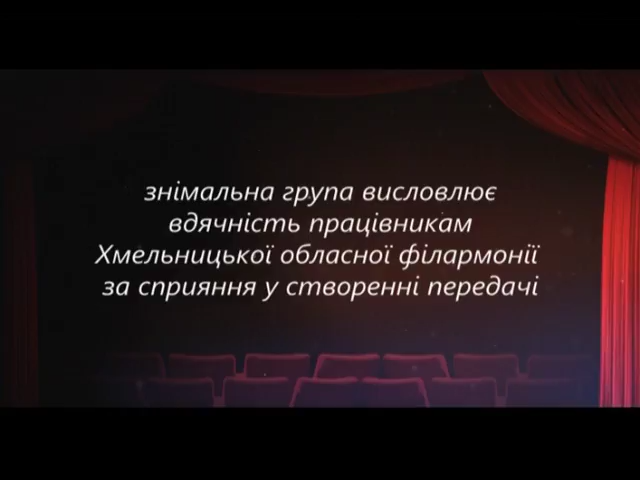 знімальна група висловлює
вдячність працівникам
Хмельницької обласної філармонії
за сприяння у створенні передачі